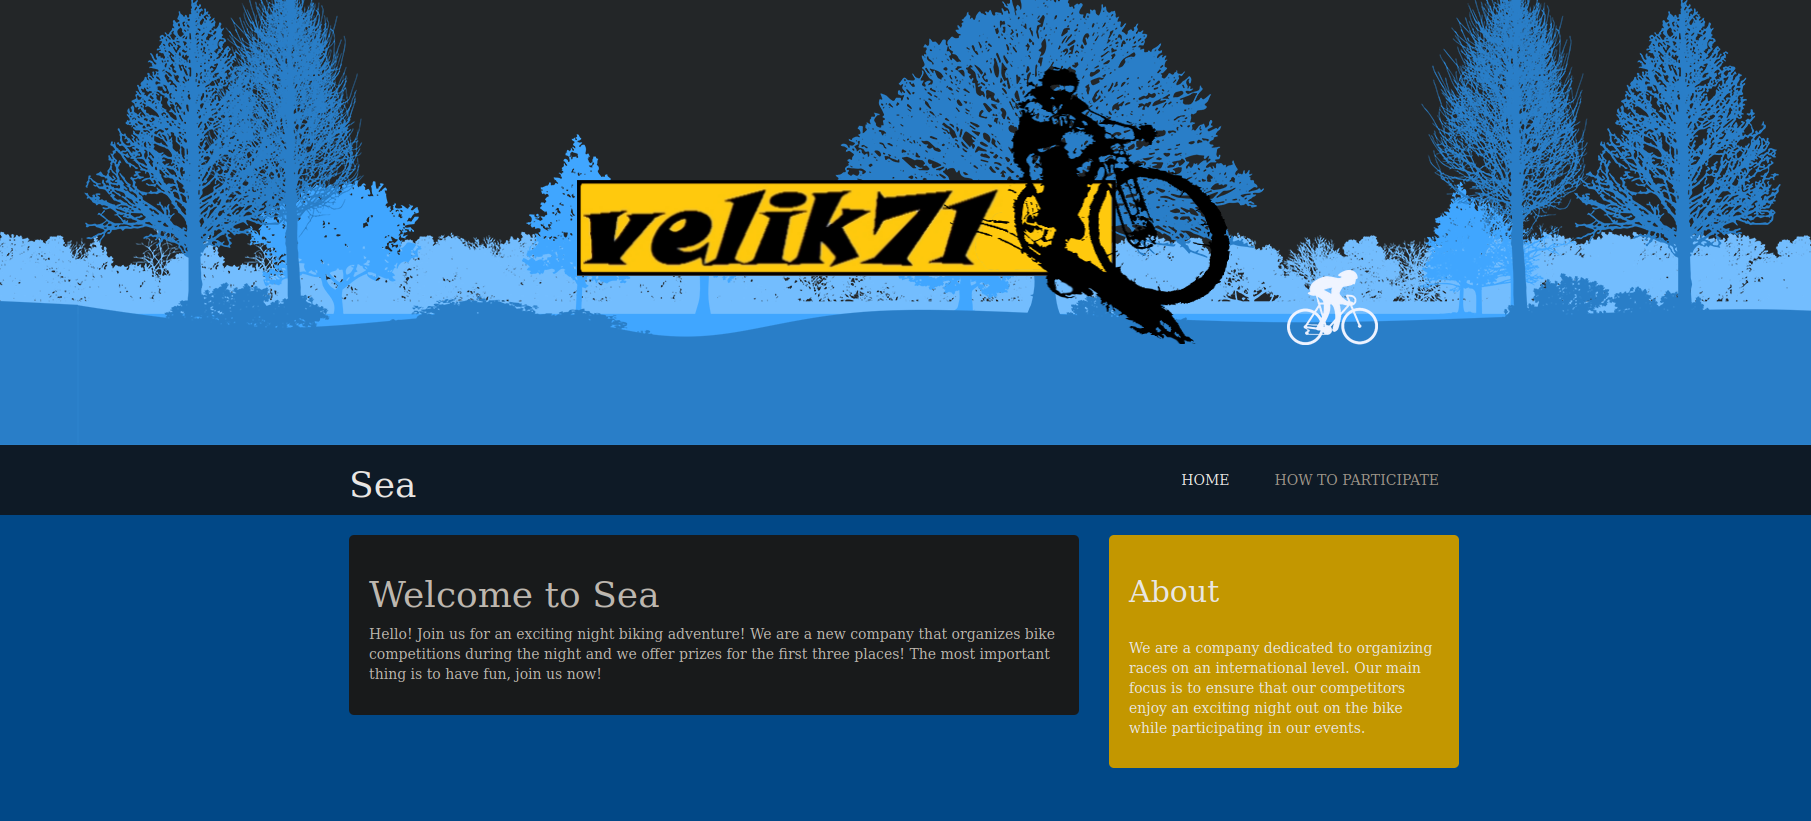 velik71
Sea
HOME
HOW TO PARTICIPATE
Welcome to Sea
Hello! Join us for an exciting night biking adventure! We are a new company that organizes bike
competitions during the night and we offer prizes for the first three places! The most important
thing is to have fun, join us now!
About
We are a company dedicated to organizing
races on an international level. Our main
focus is to ensure that our competitors
enjoy an exciting night out on the bike
while participating in our events.